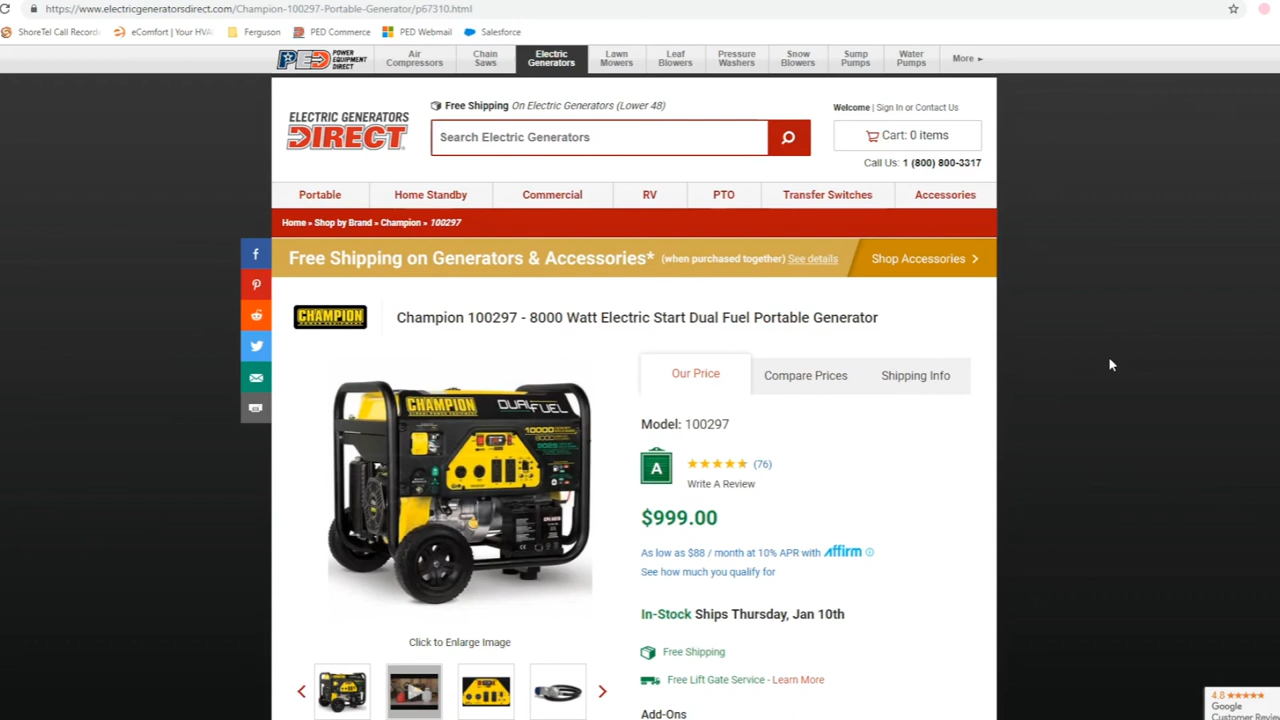 https://www.electricgeneratorsdirect.com/Champion-100297-Portable-Generator/p67310.html
ShoreTel Call Record
eComfort | Your HVA
Ferguson
PED Commerce
PED Webmail
Salesforce
PED POWER EQUIPMENT DIRECT
Air Compressors
Chain Saws
Electric Generators
Lawn Mowers
Leaf Blowers
Pressure Washers
Snow Blowers
Sump Pumps
Water Pumps
More
ELECTRIC GENERATORS
DIRECT
Free Shipping On Electric Generators (Lower 48)
Search Electric Generators
Welcome | Sign In or Contact Us
Cart: 0 items
Call Us: 1 (800) 800-3317
Portable
Home Standby
Commercial
RV
PTO
Transfer Switches
Accessories
Home » Shop by Brand » Champion » 100297
Free Shipping on Generators & Accessories* (when purchased together) See details
Shop Accessories
CHAMPION
Champion 100297 - 8000 Watt Electric Start Dual Fuel Portable Generator
CHAMPION
DUAL FUEL
10000
8000
Our Price
Compare Prices
Shipping Info
Model: 100297
A
(76)
Write A Review
$999.00
As low as $88 / month at 10% APR with affirm
See how much you qualify for
In-Stock Ships Thursday, Jan 10th
Free Shipping
Free Lift Gate Service - Learn More
Add-Ons
Click to Enlarge Image
4.8
Google
Customer Review